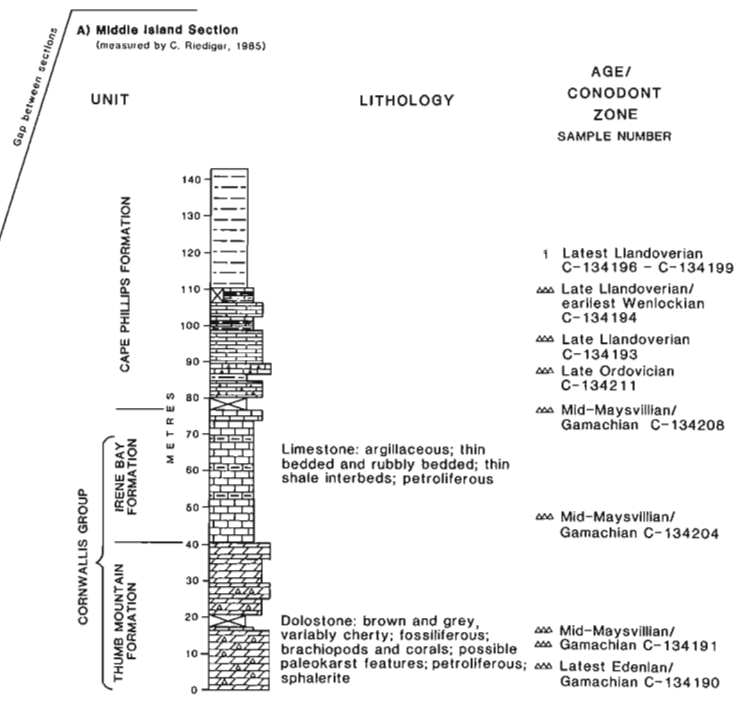 Gap between sections
A) Middle Island Section
(measured by C. Riediger, 1985)
UNIT
LITHOLOGY
AGE/
CONODONT
ZONE
SAMPLE NUMBER
CAPE PHILLIPS FORMATION
CORNWALLIS GROUP
IRENE BAY
FORMATION
THUMB MOUNTAIN
FORMATION
METRES
140
130
120
110
100
90
80
70
60
50
40
30
20
10
0
Limestone: argillaceous; thin
bedded and rubbly bedded; thin
shale interbeds; petroliferous
Dolostone: brown and grey,
variably cherty; fossiliferous;
brachiopods and corals; possible
paleokarst features; petroliferous;
sphalerite
Latest Llandoverian
C-134196 - C-134199
Late Llandoverian/
earliest Wenlockian
C-134194
Late Llandoverian
C-134193
Late Ordovician
C-134211
Mid-Maysvillian/
Gamachian C-134208
Mid-Maysvillian/
Gamachian C-134204
Mid-Maysvillian/
Gamachian C-134191
Latest Edenian/
Gamachian C-134190